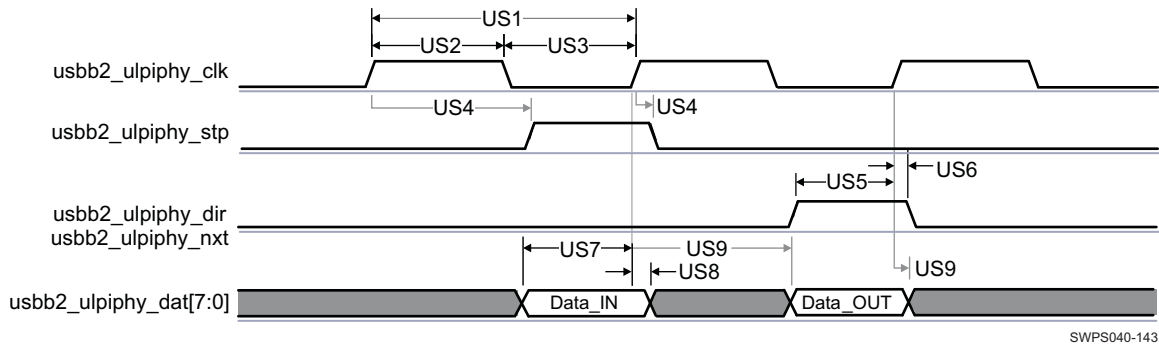 US1
US2
US3
usbb2_ulpiphy_clk
US4
US4
usbb2_ulpiphy_stp
US6
US5
usbb2_ulpiphy_dir
usbb2_ulpiphy_nxt
US7
US9
US8
US9
usbb2_ulpiphy_dat[7:0]
Data_IN
Data_OUT
SWPS040-143